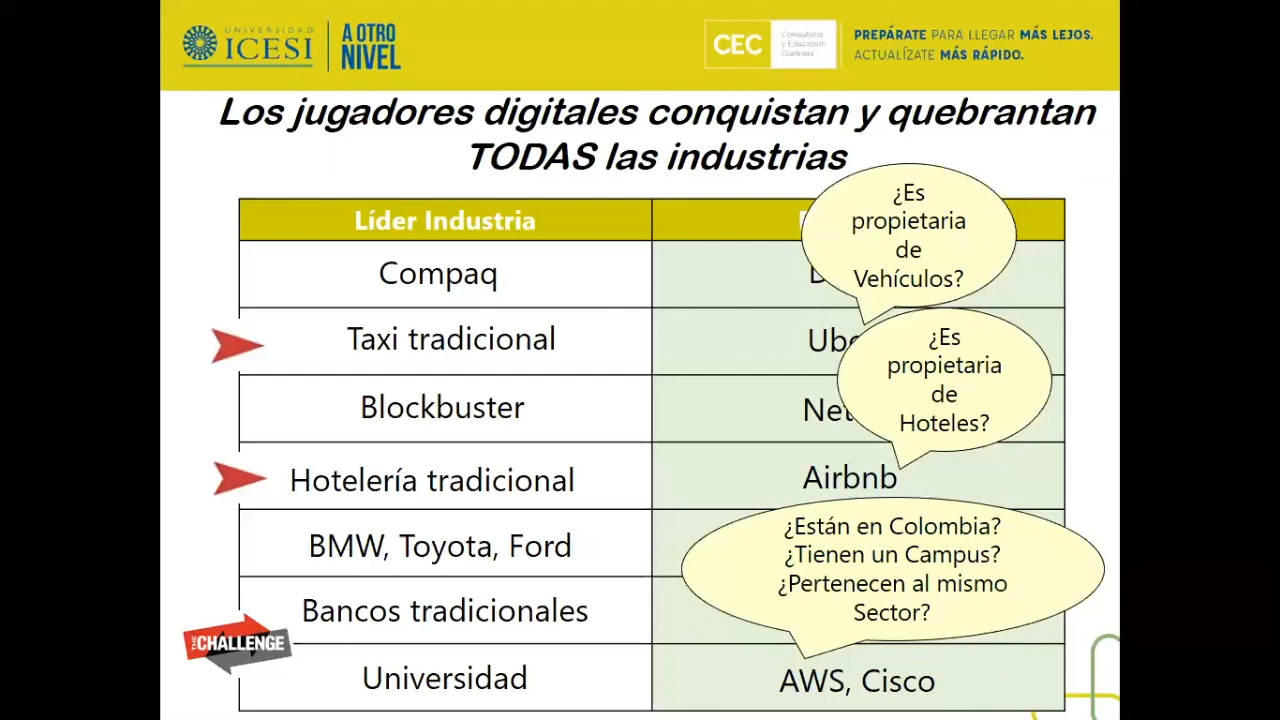 UNIVERSIDAD
ICESI
A OTRO
NIVEL
CEC
Consultoría
y Educación
Continua
PREPÁRATE PARA LLEGAR MÁS LEJOS.
ACTUALÍZATE MÁS RÁPIDO.
Los jugadores digitales conquistan y quebrantan
TODAS las industrias
Líder Industria
¿Es
propietaria
de
Vehículos?
Compaq
Taxi tradicional
¿Es
propietaria
de
Hoteles?
Blockbuster
Hotelería tradicional
Airbnb
BMW, Toyota, Ford
¿Están en Colombia?
¿Tienen un Campus?
¿Pertenecen al mismo
Sector?
Bancos tradicionales
THE CHALLENGE
Universidad
AWS, Cisco